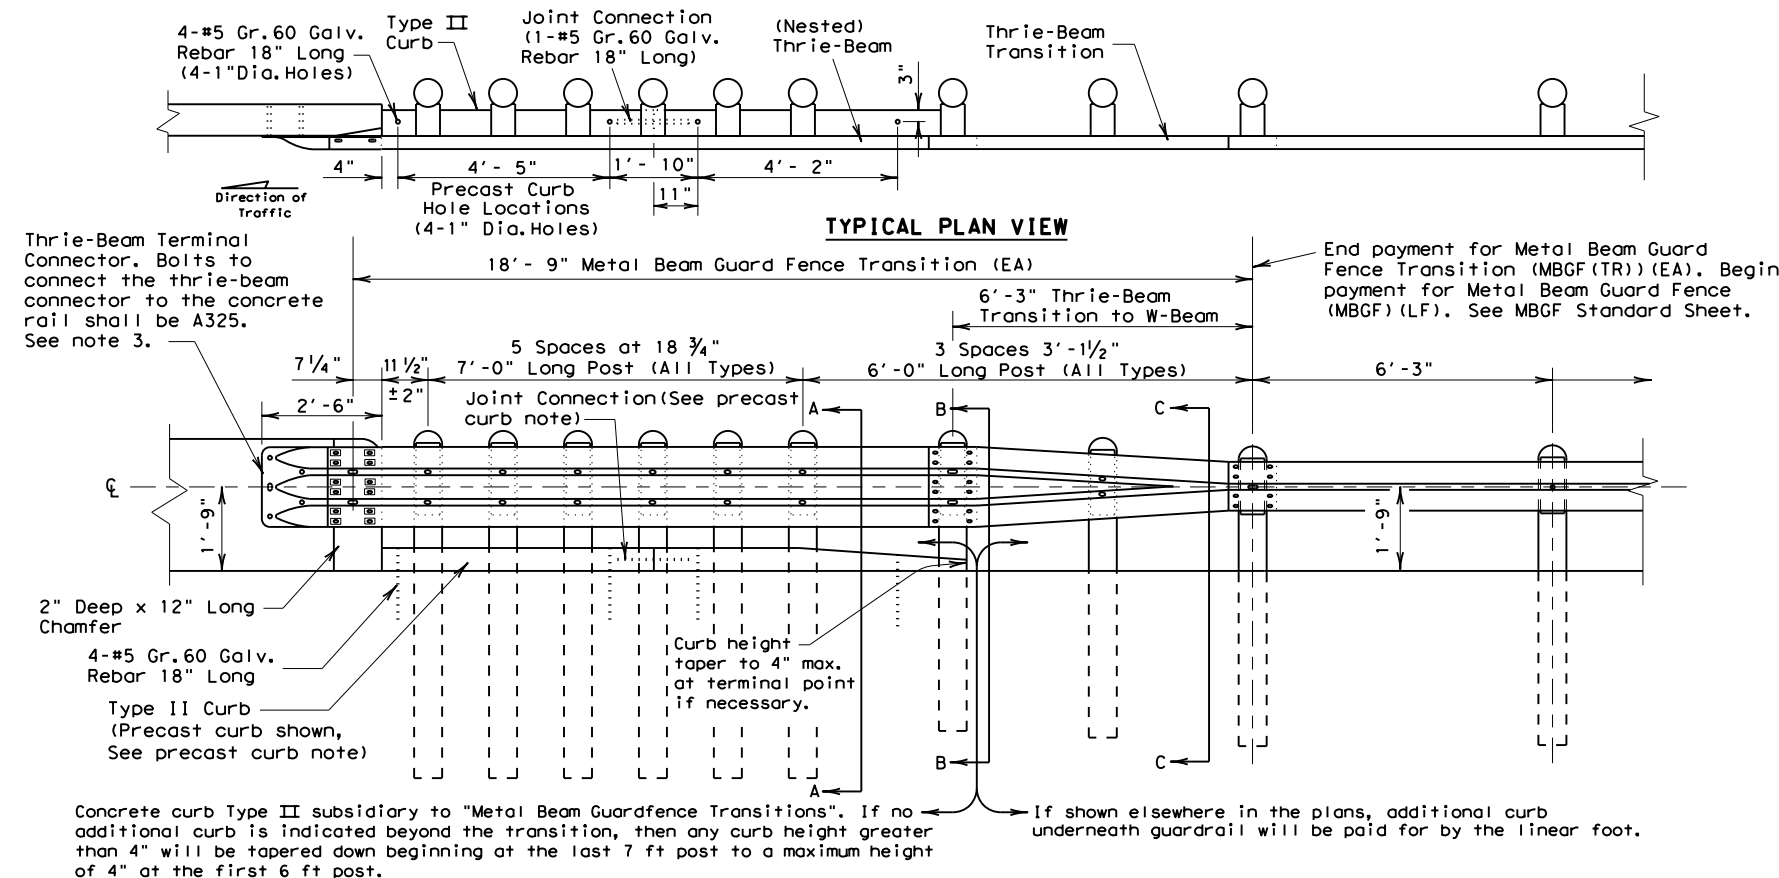 4-#5 Gr.60 Galv.
Rebar 18" Long
(4-1"Dia.Holes)
Type II
Curb
Joint Connection
(1-#5 Gr.60 Galv.
Rebar 18" Long)
(Nested)
Thrie-Beam
Thrie-Beam
Transition
3"
4"
4'- 5"
1'- 10"
4'- 2"
11"
Precast Curb
Hole Locations
(4-1" Dia.Holes)
Direction of
Traffic
TYPICAL PLAN VIEW
Thrie-Beam Terminal
Connector. Bolts to
connect the thrie-beam
connector to the concrete
rail shall be A325.
See note 3.
18'- 9" Metal Beam Guard Fence Transition (EA)
End payment for Metal Beam Guard
Fence Transition (MBGF(TR))(EA). Begin
payment for Metal Beam Guard Fence
(MBGF)(LF). See MBGF Standard Sheet.
6'-3" Thrie-Beam
Transition to W-Beam
7 1/4"
11 1/2"
±2"
5 Spaces at 18 3/4"
7'-0" Long Post (All Types)
3 Spaces 3'-1 1/2"
6'-0" Long Post (All Types)
6'-3"
2'-6"
Joint Connection(See precast
curb note)
A
B
C
℄
1'-9"
1'-9"
2" Deep x 12" Long
Chamfer
4-#5 Gr.60 Galv.
Rebar 18" Long
Type II Curb
(Precast curb shown,
See precast curb note)
Curb height
taper to 4" max.
at terminal point
if necessary.
A
B
C
Concrete curb Type II subsidiary to "Metal Beam Guardfence Transitions". If no
additional curb is indicated beyond the transition, then any curb height greater
than 4" will be tapered down beginning at the last 7 ft post to a maximum height
of 4" at the first 6 ft post.
If shown elsewhere in the plans, additional curb
underneath guardrail will be paid for by the linear foot.